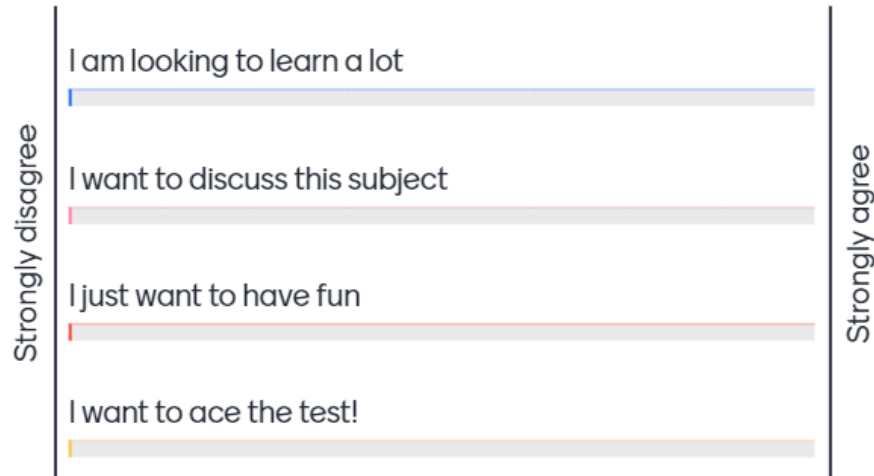 Strongly disagree
I am looking to learn a lot
I want to discuss this subject
I just want to have fun
I want to ace the test!
Strongly agree